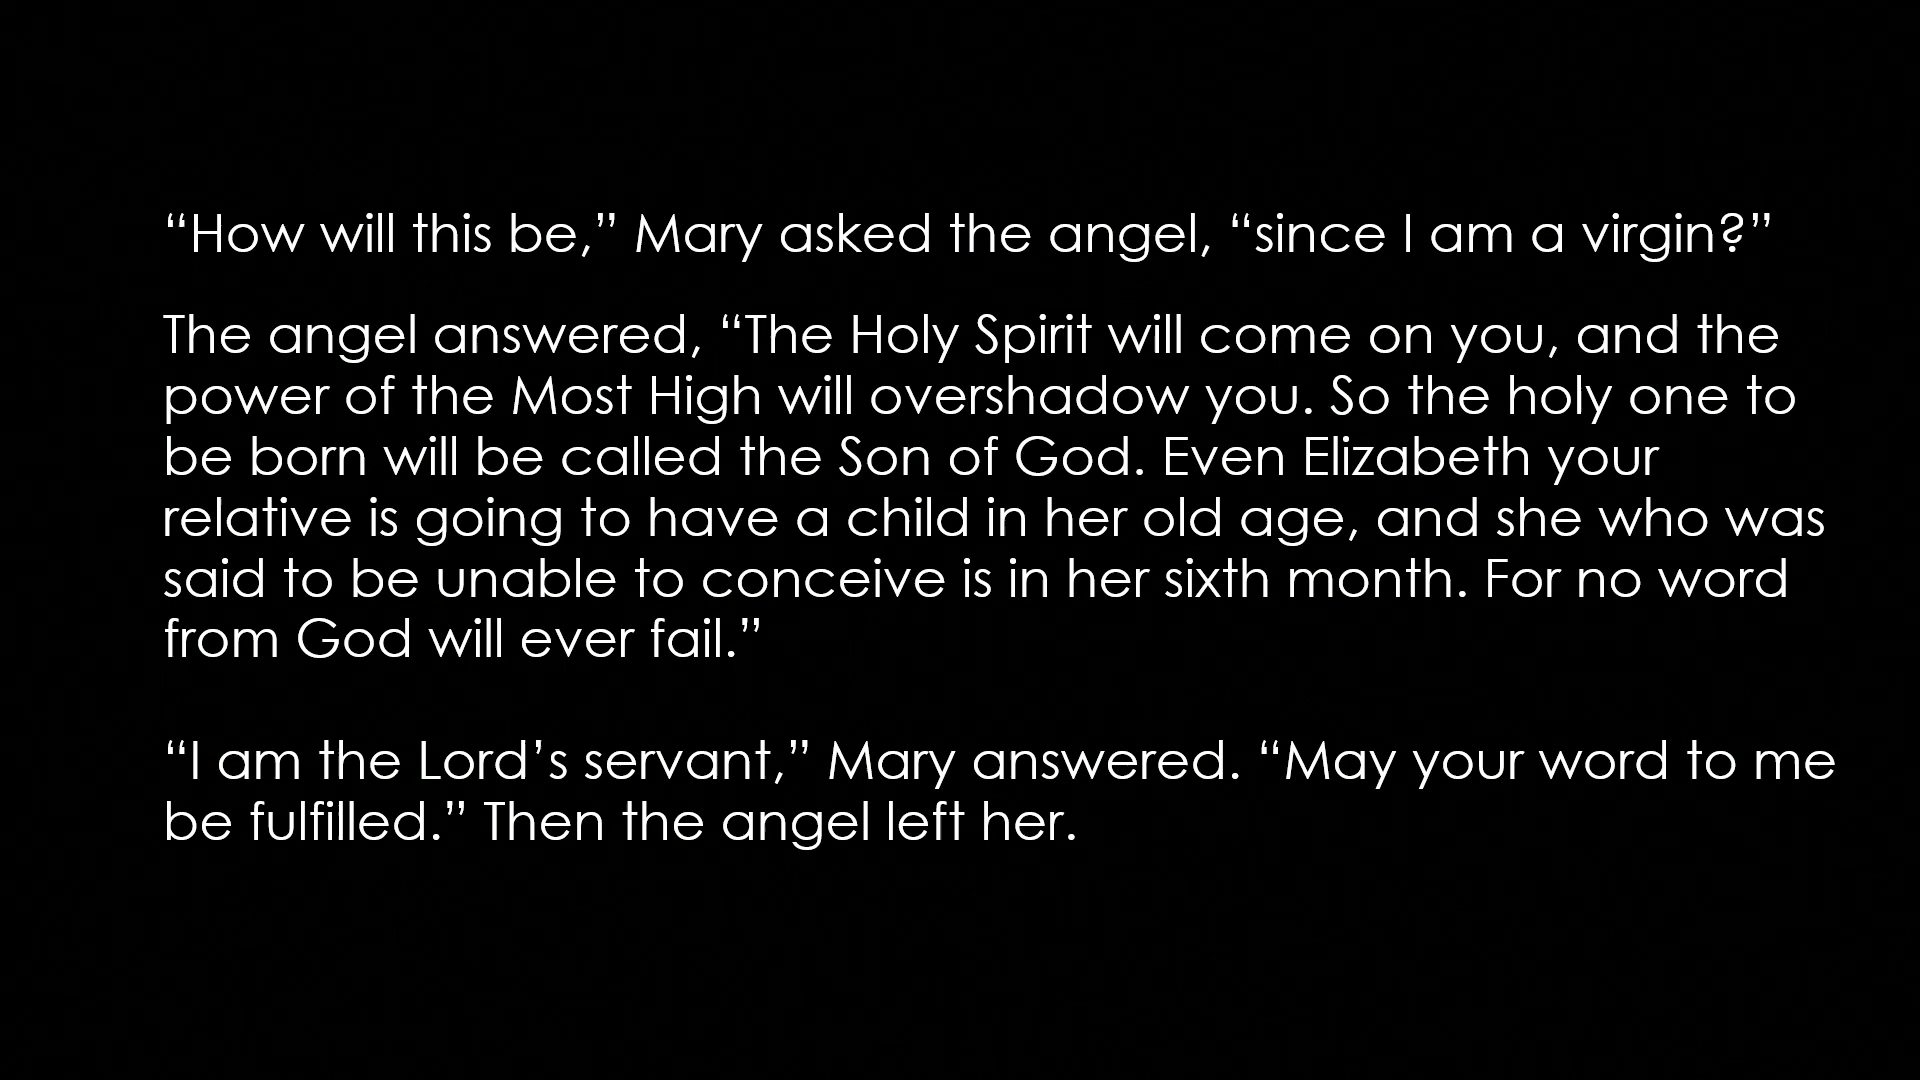 “How will this be,” Mary asked the angel, “since I am a virgin?”
The angel answered, “The Holy Spirit will come on you, and the
power of the Most High will overshadow you. So the holy one to
be born will be called the Son of God. Even Elizabeth your
relative is going to have a child in her old age, and she who was
said to be unable to conceive is in her sixth month. For no word
from God will ever fail.”
“I am the Lord’s servant,” Mary answered. “May your word to me
be fulfilled.” Then the angel left her.